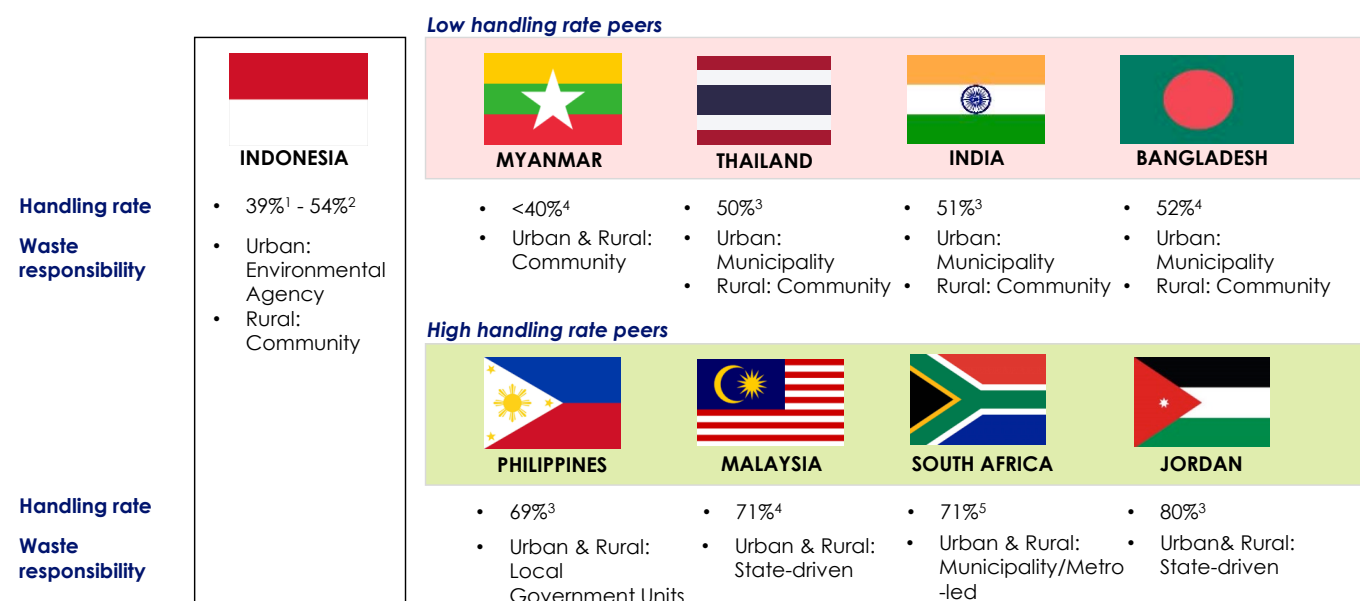 Low handling rate peers
INDONESIA
MYANMAR
THAILAND
INDIA
BANGLADESH
Handling rate
• 39%¹ - 54%²
• <40%⁴
• 50%³
• 51%³
• 52%⁴
Waste
responsibility
• Urban:
Environmental
Agency
• Rural:
Community
• Urban & Rural:
Community
• Urban:
Municipality
• Rural: Community
• Urban:
Municipality
• Rural: Community
• Urban:
Municipality
• Rural: Community
High handling rate peers
PHILIPPINES
MALAYSIA
SOUTH AFRICA
JORDAN
Handling rate
• 69%³
• 71%⁴
• 71%⁵
• 80%³
Waste
responsibility
• Urban & Rural:
Local
Government Units
• Urban & Rural:
State-driven
• Urban & Rural:
Municipality/Metro
-led
• Urban& Rural:
State-driven